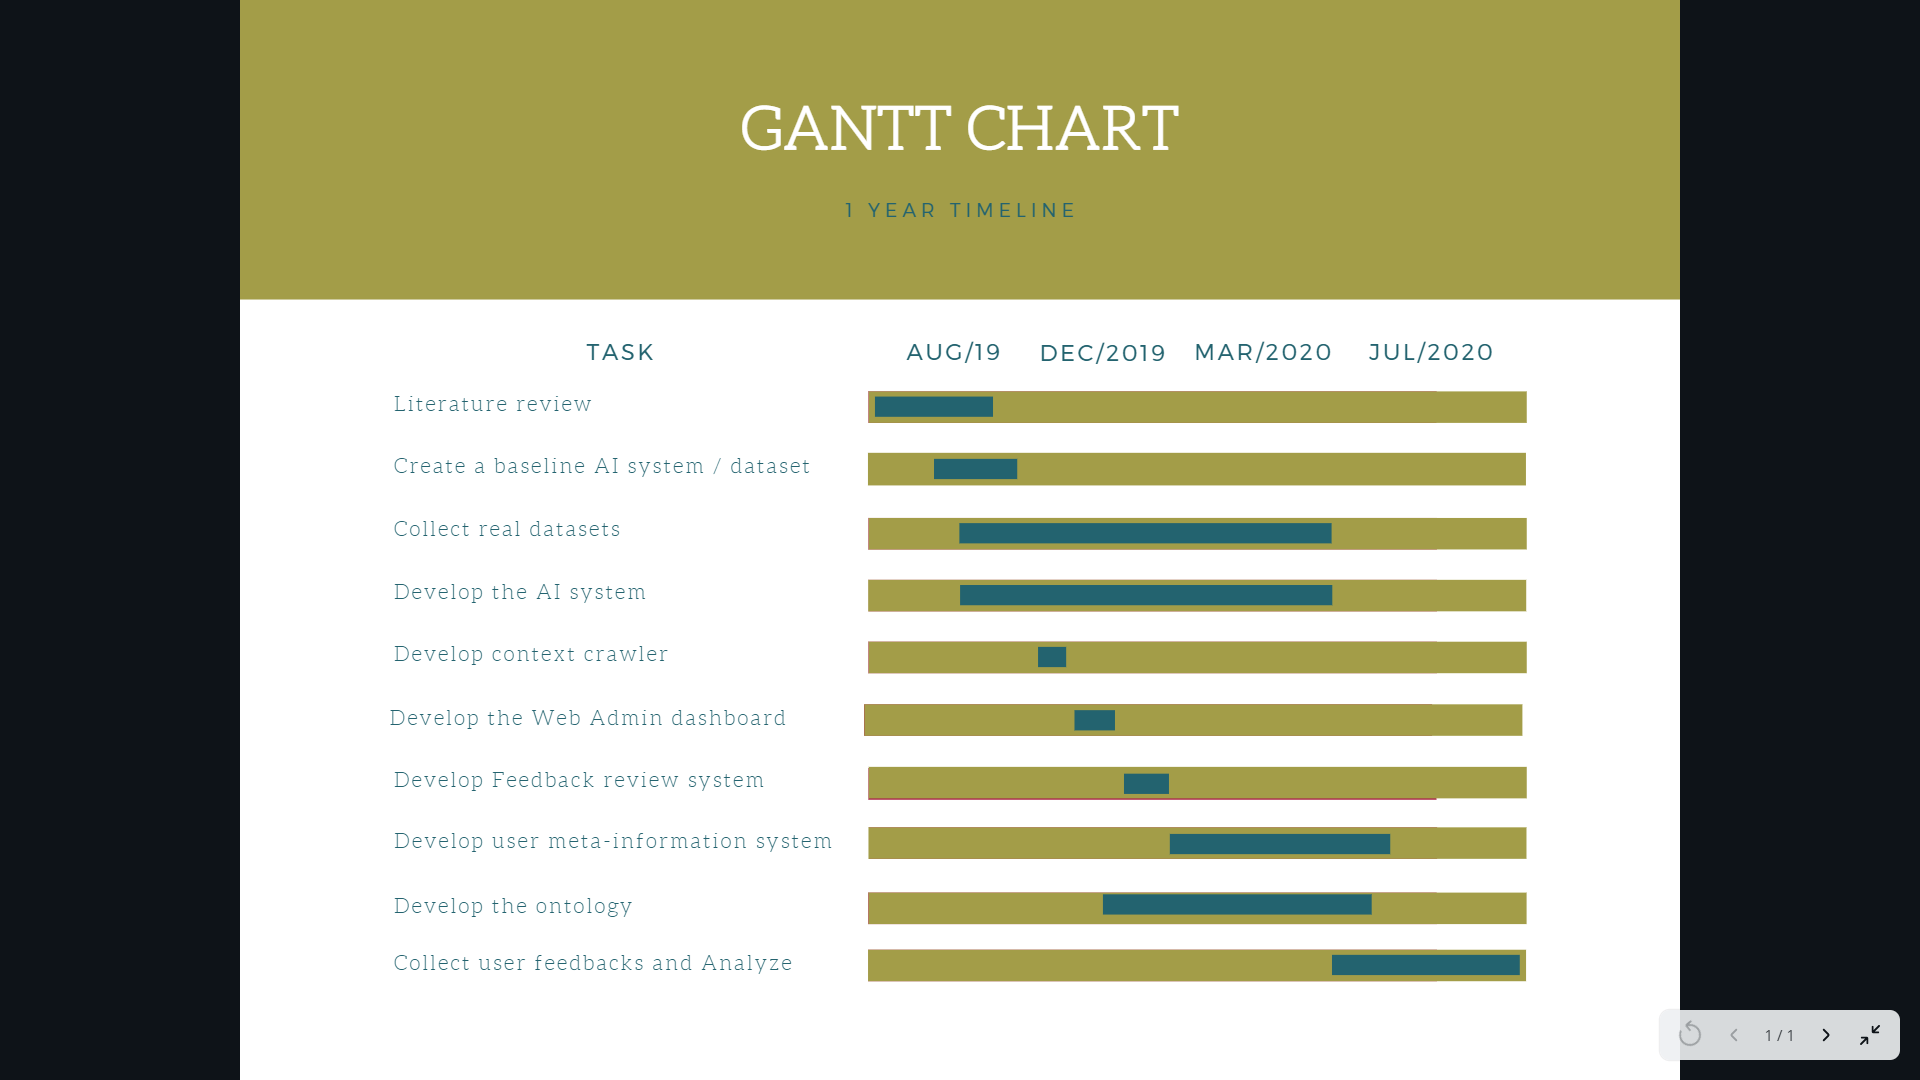 GANTT CHART
1 YEAR TIMELINE
TASK AUG/19 DEC/2019 MAR/2020 JUL/2020
Literature review
Create a baseline AI system / dataset
Collect real datasets
Develop the AI system
Develop context crawler
Develop the Web Admin dashboard
Develop Feedback review system
Develop user meta-information system
Develop the ontology
Collect user feedbacks and Analyze
1 / 1